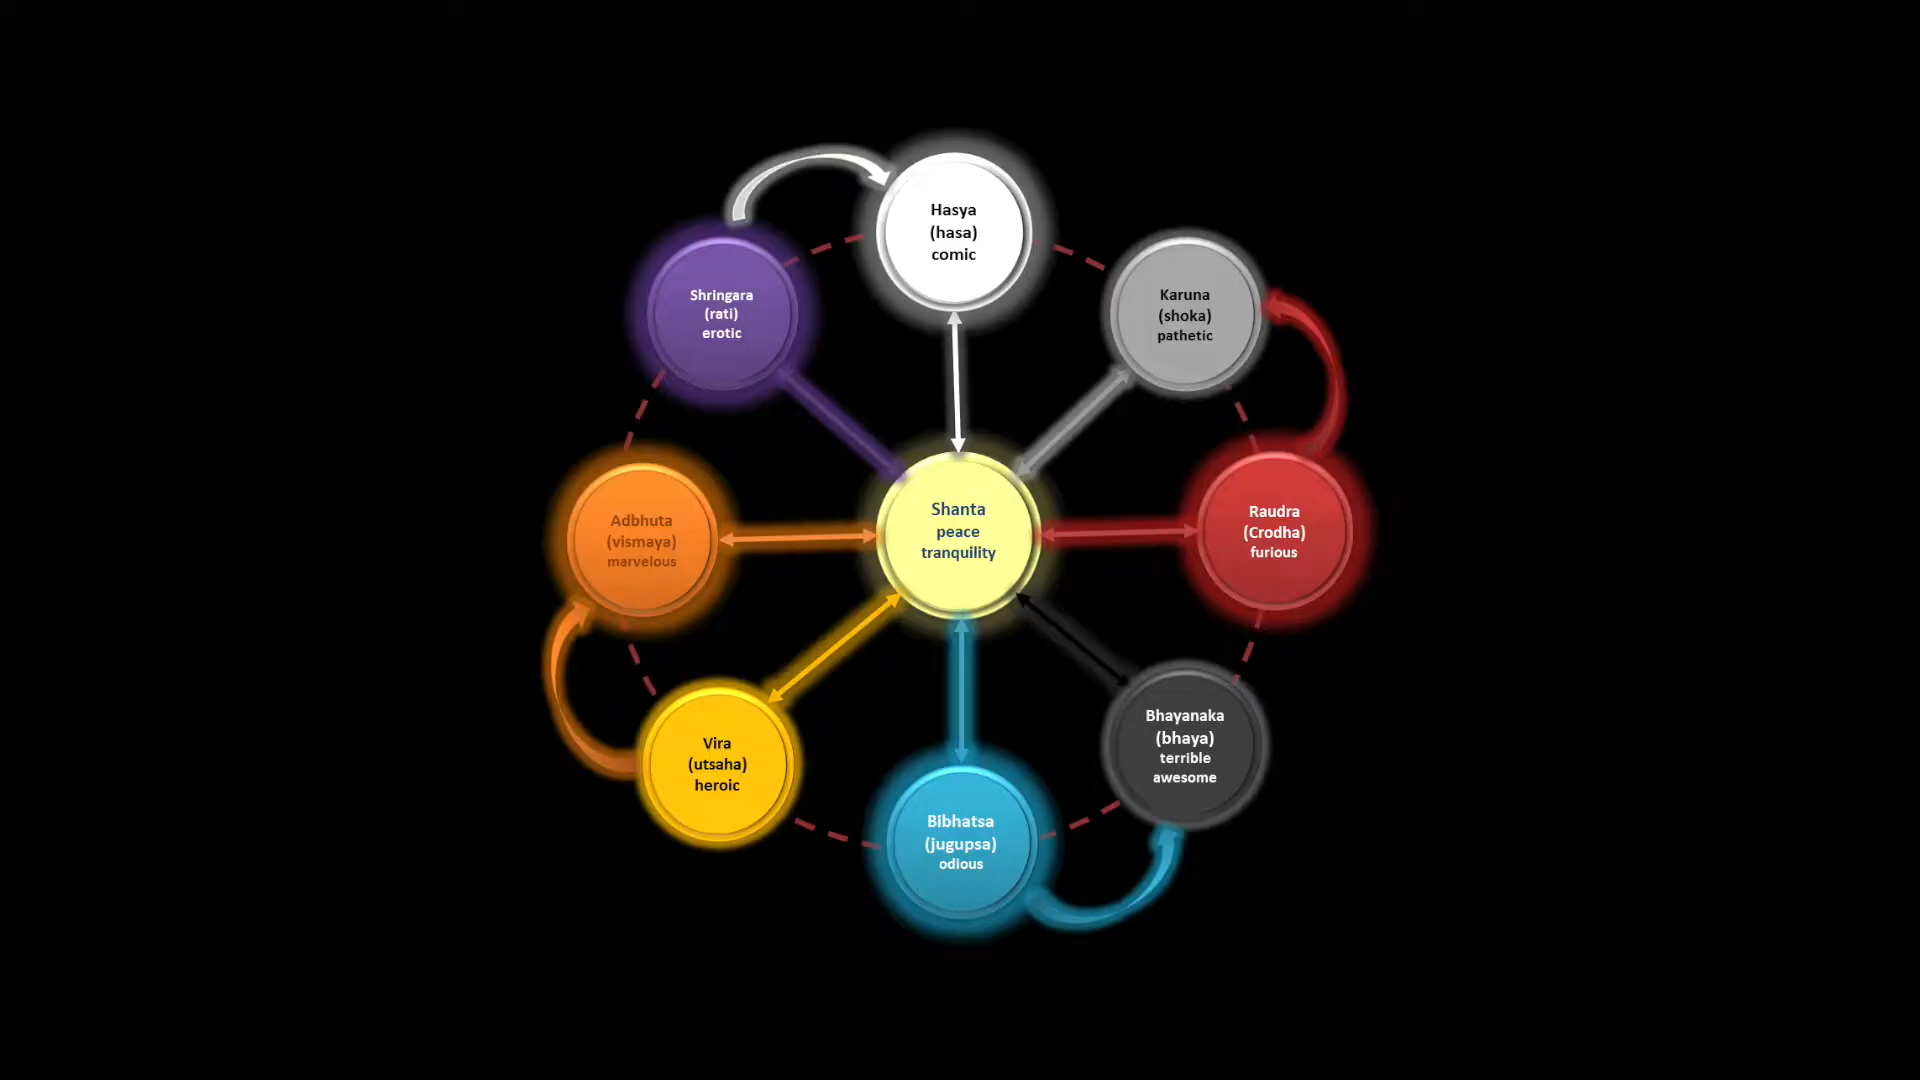 Hasya
(hasa)
comic
Shringara
(rati)
erotic
Karuna
(shoka)
pathetic
Adbhuta
(vismaya)
marvelous
Shanta
peace
tranquility
Raudra
(Crodha)
furious
Vira
(utsaha)
heroic
Bhayanaka
(bhaya)
terrible
awesome
Bibhatsa
(jugupsa)
odious